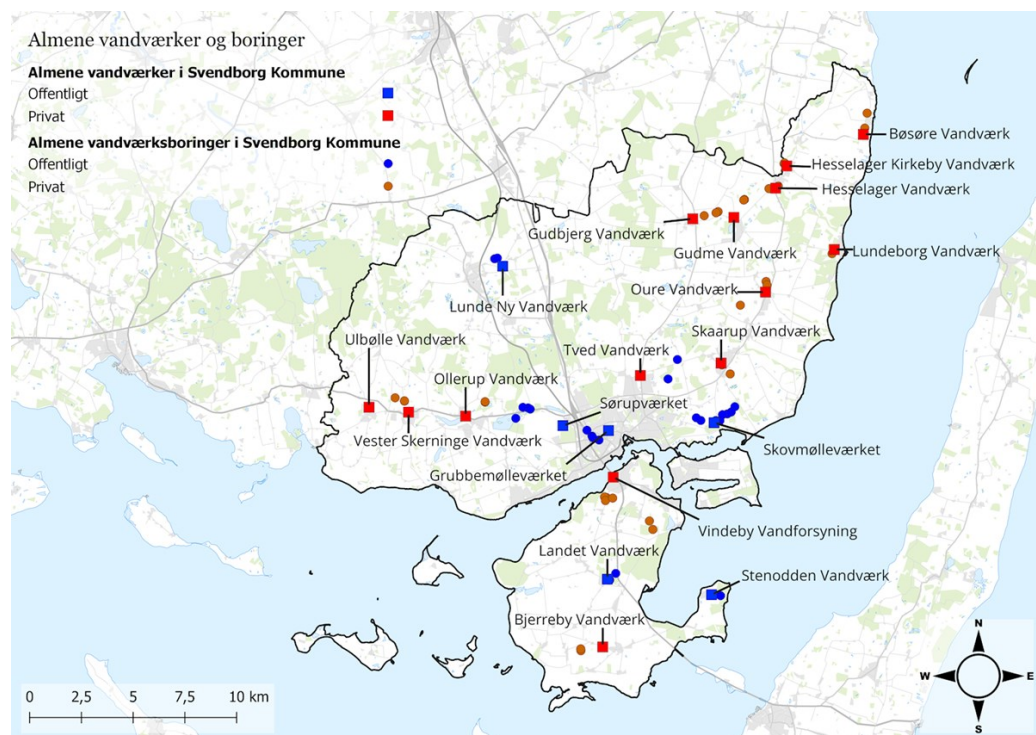 Almene vandværker og boringer
Almene vandværker i Svendborg Kommune
Offentligt
Privat
Almene vandværksboringer i Svendborg Kommune
Offentligt
Privat
Bøsøre Vandværk
Hesselager Kirkeby Vandværk
Hesselager Vandværk
Gudbjerg Vandværk
Gudme Vandværk
Lundeborg Vandværk
Oure Vandværk
Lunde Ny Vandværk
Skaarup Vandværk
Ulbølle Vandværk
Tved Vandværk
Ollerup Vandværk
Sørupværket
Vester Skerninge Vandværk
Skovmølleværket
Grubbemølleværket
Vindeby Vandforsyning
Landet Vandværk
Stenodden Vandværk
Bjerreby Vandværk
N
W E
S
0 2,5 5 7,5 10 km